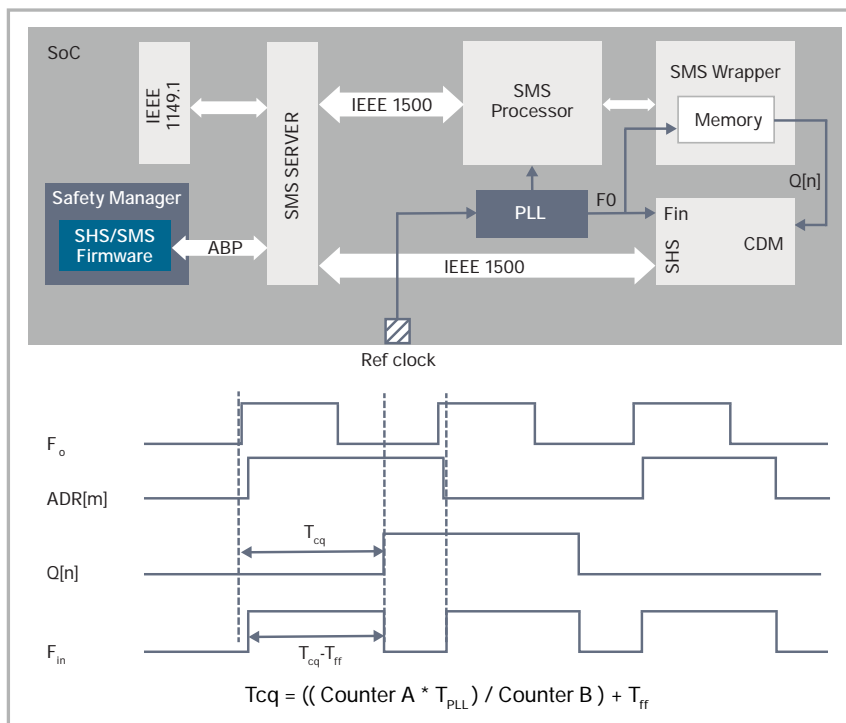 SoC
IEEE
1149.1
SMS SERVER
IEEE 1500
SMS
Processor
SMS Wrapper
Memory
Q[n]
Safety Manager
SHS/SMS
Firmware
ABP
PLL
F0
Fin
SHS
CDM
IEEE 1500
Ref clock
Fo
ADR[m]
Tcq
Q[n]
Fin
Tcq-Tff
Tcq = (( Counter A * TPLL) / Counter B ) + Tff